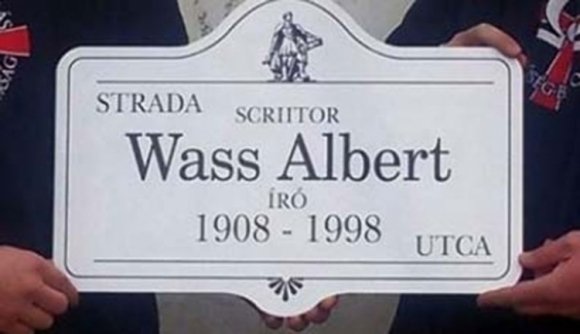 STRADA
SCRIITOR
Wass Albert
ÍRÓ
1908 - 1998
UTCA